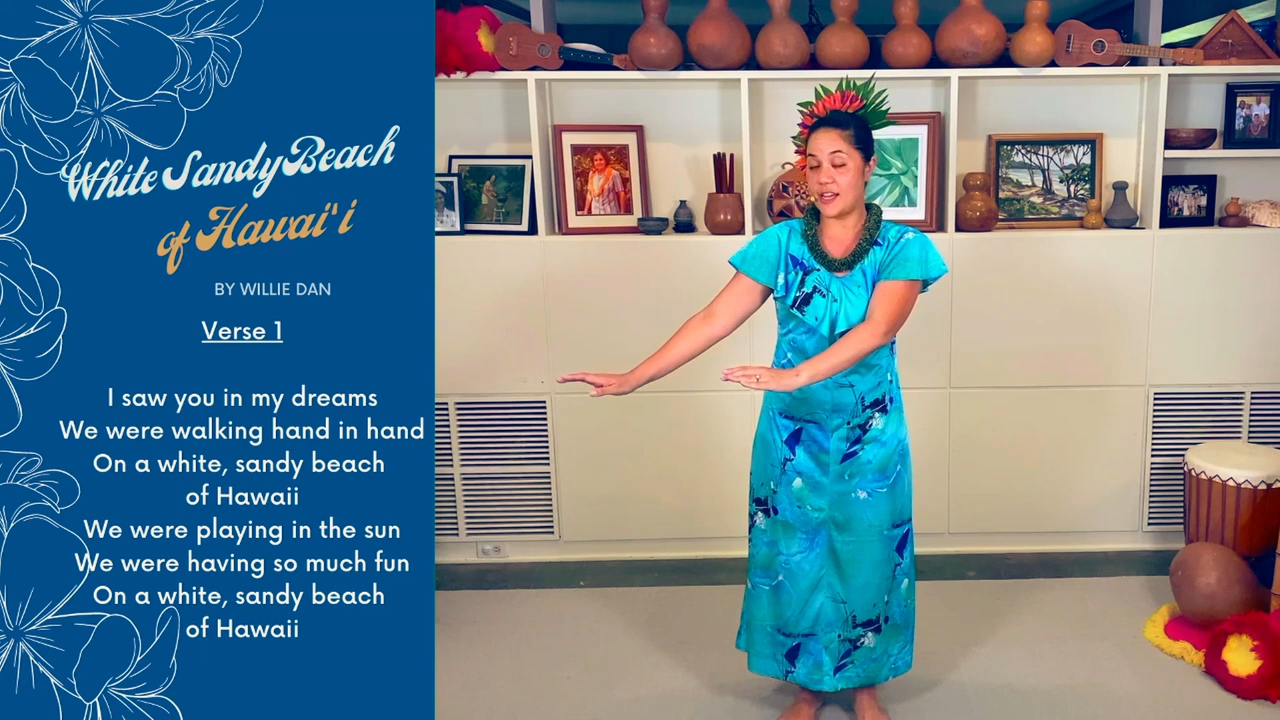 White Sandy Beach
of Hawai'i
BY WILLIE DAN
Verse 1
I saw you in my dreams
We were walking hand in hand
On a white, sandy beach
of Hawaii
We were playing in the sun
We were having so much fun
On a white, sandy beach
of Hawaii